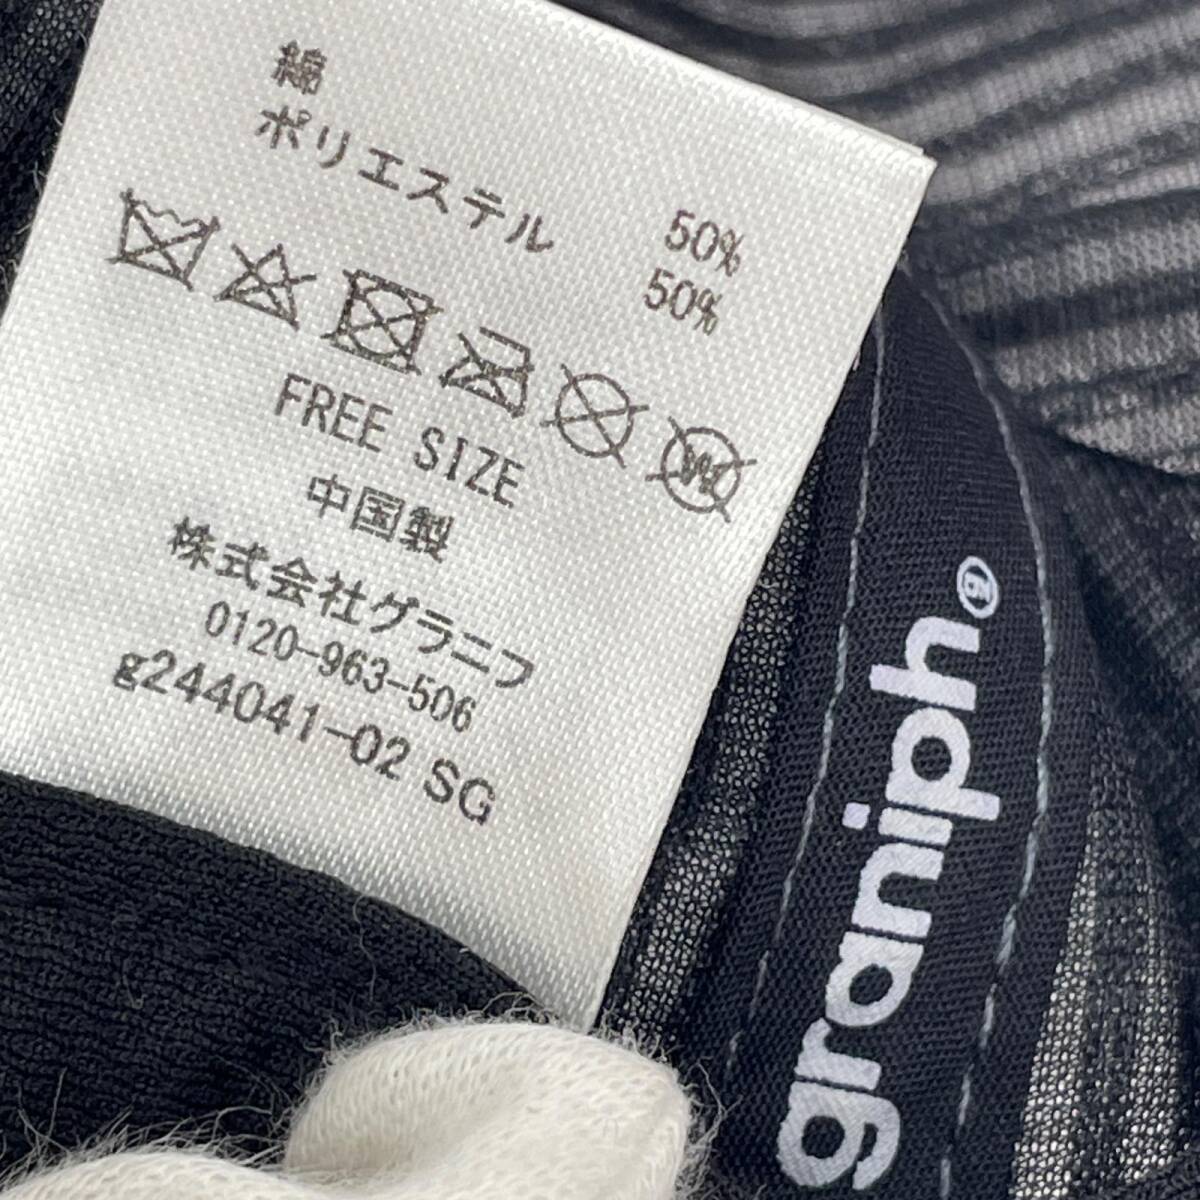 綿 50%
ポリエステル 50%
FREE SIZE
中国製
株式会社グラニフ
0120-963-506
g244041-02 SG
graniph®